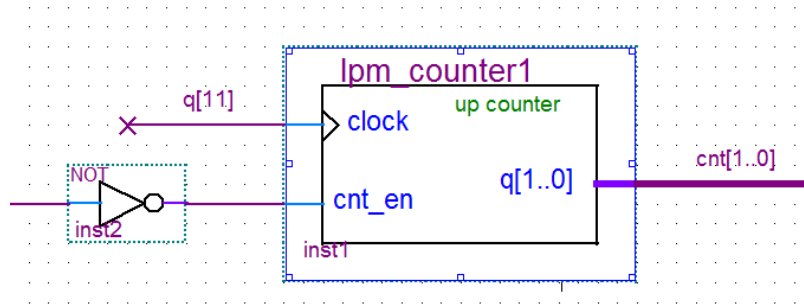 lpm_counter1
up counter
q[11]
clock
q[1..0]
cnt[1..0]
NOT
cnt_en
inst2
inst1